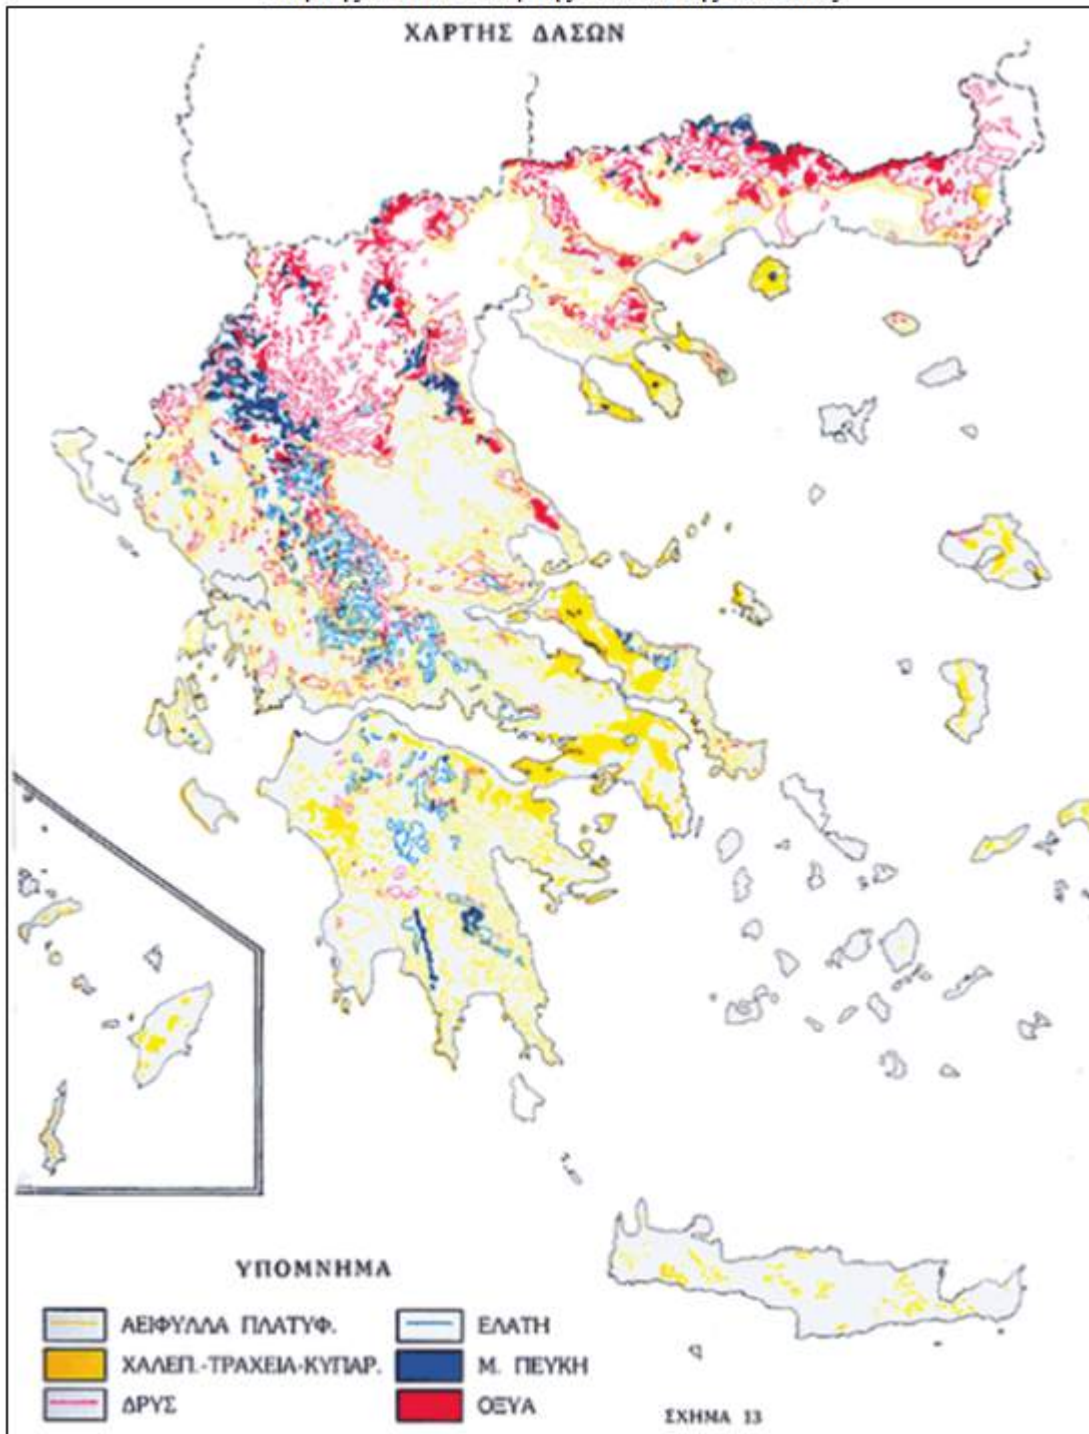 ΧΑΡΤΗΣ ΔΑΣΩΝ
ΥΠΟΜΝΗΜΑ
ΑΕΙΦΥΛΛΑ ΠΛΑΤΥΦ.
ΧΑΛΕΠ.-ΤΡΑΧΕΙΑ-ΚΥΠΑΡ.
ΔΡΥΣ
ΕΛΑΤΗ
Μ. ΠΕΥΚΗ
ΟΞΥΑ
ΣΧΗΜΑ 13